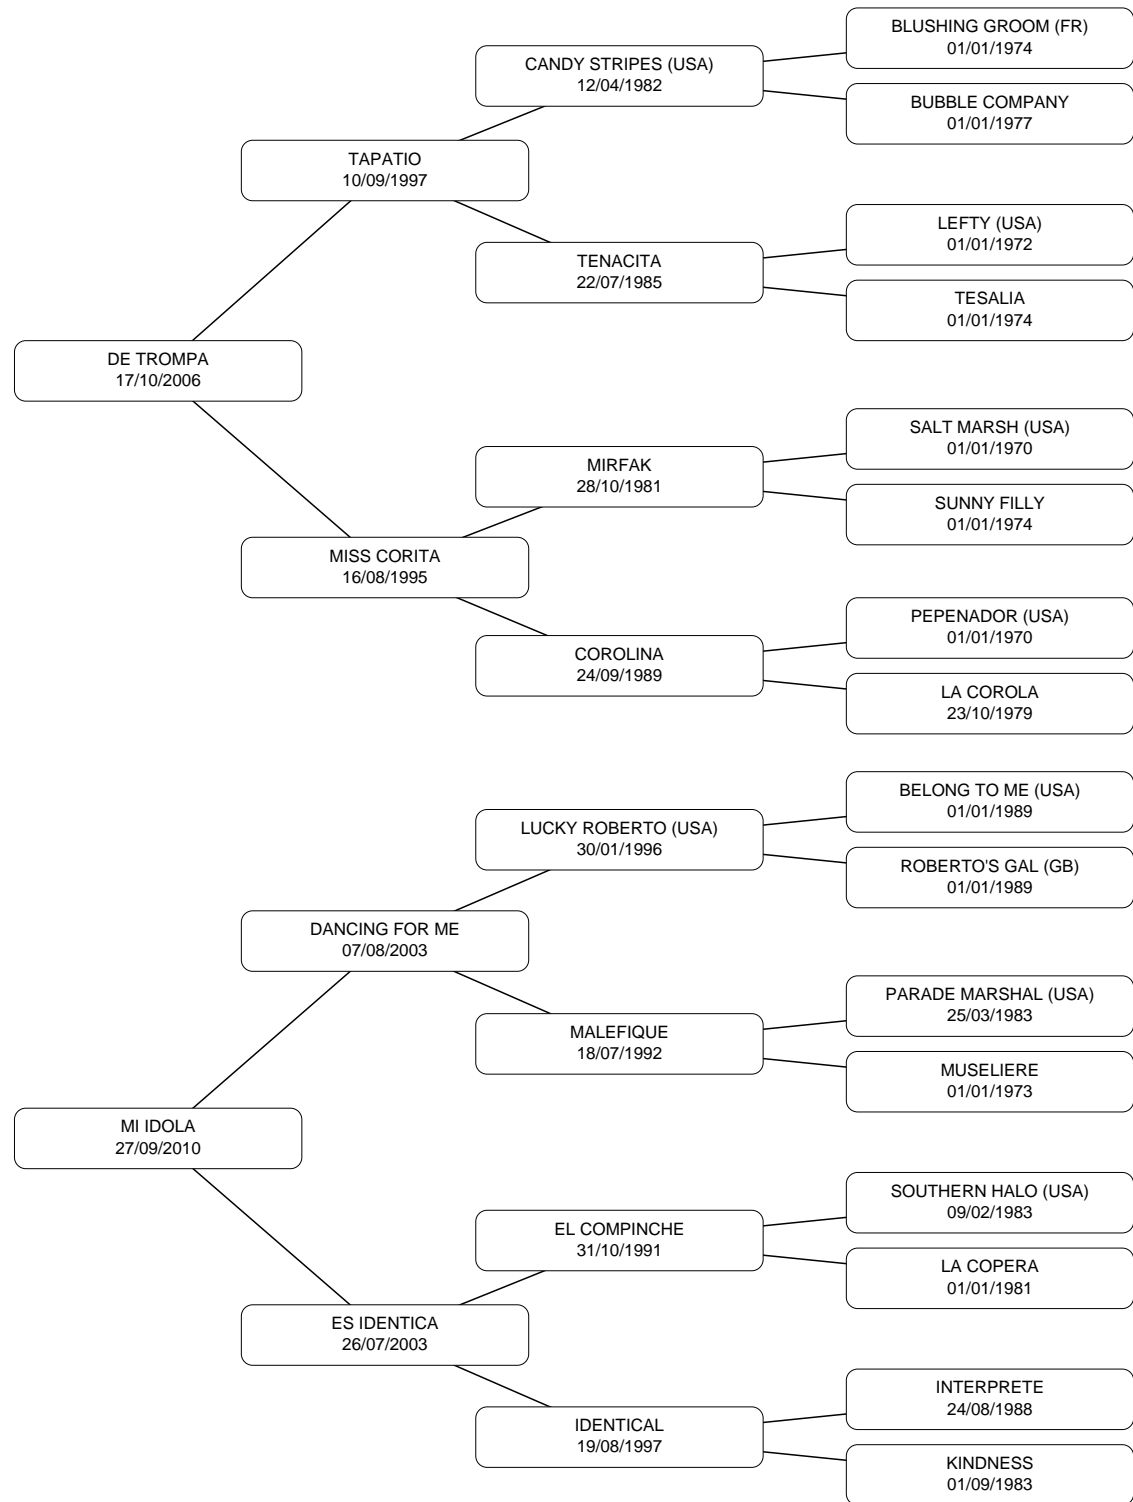 BLUSHING GROOM (FR)
01/01/1974
CANDY STRIPES (USA)
12/04/1982
BUBBLE COMPANY
01/01/1977
TAPATIO
10/09/1997
LEFTY (USA)
01/01/1972
TENACITA
22/07/1985
TESALIA
01/01/1974
DE TROMPA
17/10/2006
SALT MARSH (USA)
01/01/1970
MIRFAK
28/10/1981
SUNNY FILLY
01/01/1974
MISS CORITA
16/08/1995
PEPENADOR (USA)
01/01/1970
COROLINA
24/09/1989
LA COROLA
23/10/1979
BELONG TO ME (USA)
01/01/1989
LUCKY ROBERTO (USA)
30/01/1996
ROBERTO'S GAL (GB)
01/01/1989
DANCING FOR ME
07/08/2003
PARADE MARSHAL (USA)
25/03/1983
MALEFIQUE
18/07/1992
MUSELIERE
01/01/1973
MI IDOLA
27/09/2010
SOUTHERN HALO (USA)
09/02/1983
EL COMPINCHE
31/10/1991
LA COPERA
01/01/1981
ES IDENTICA
26/07/2003
INTERPRETE
24/08/1988
IDENTICAL
19/08/1997
KINDNESS
01/09/1983